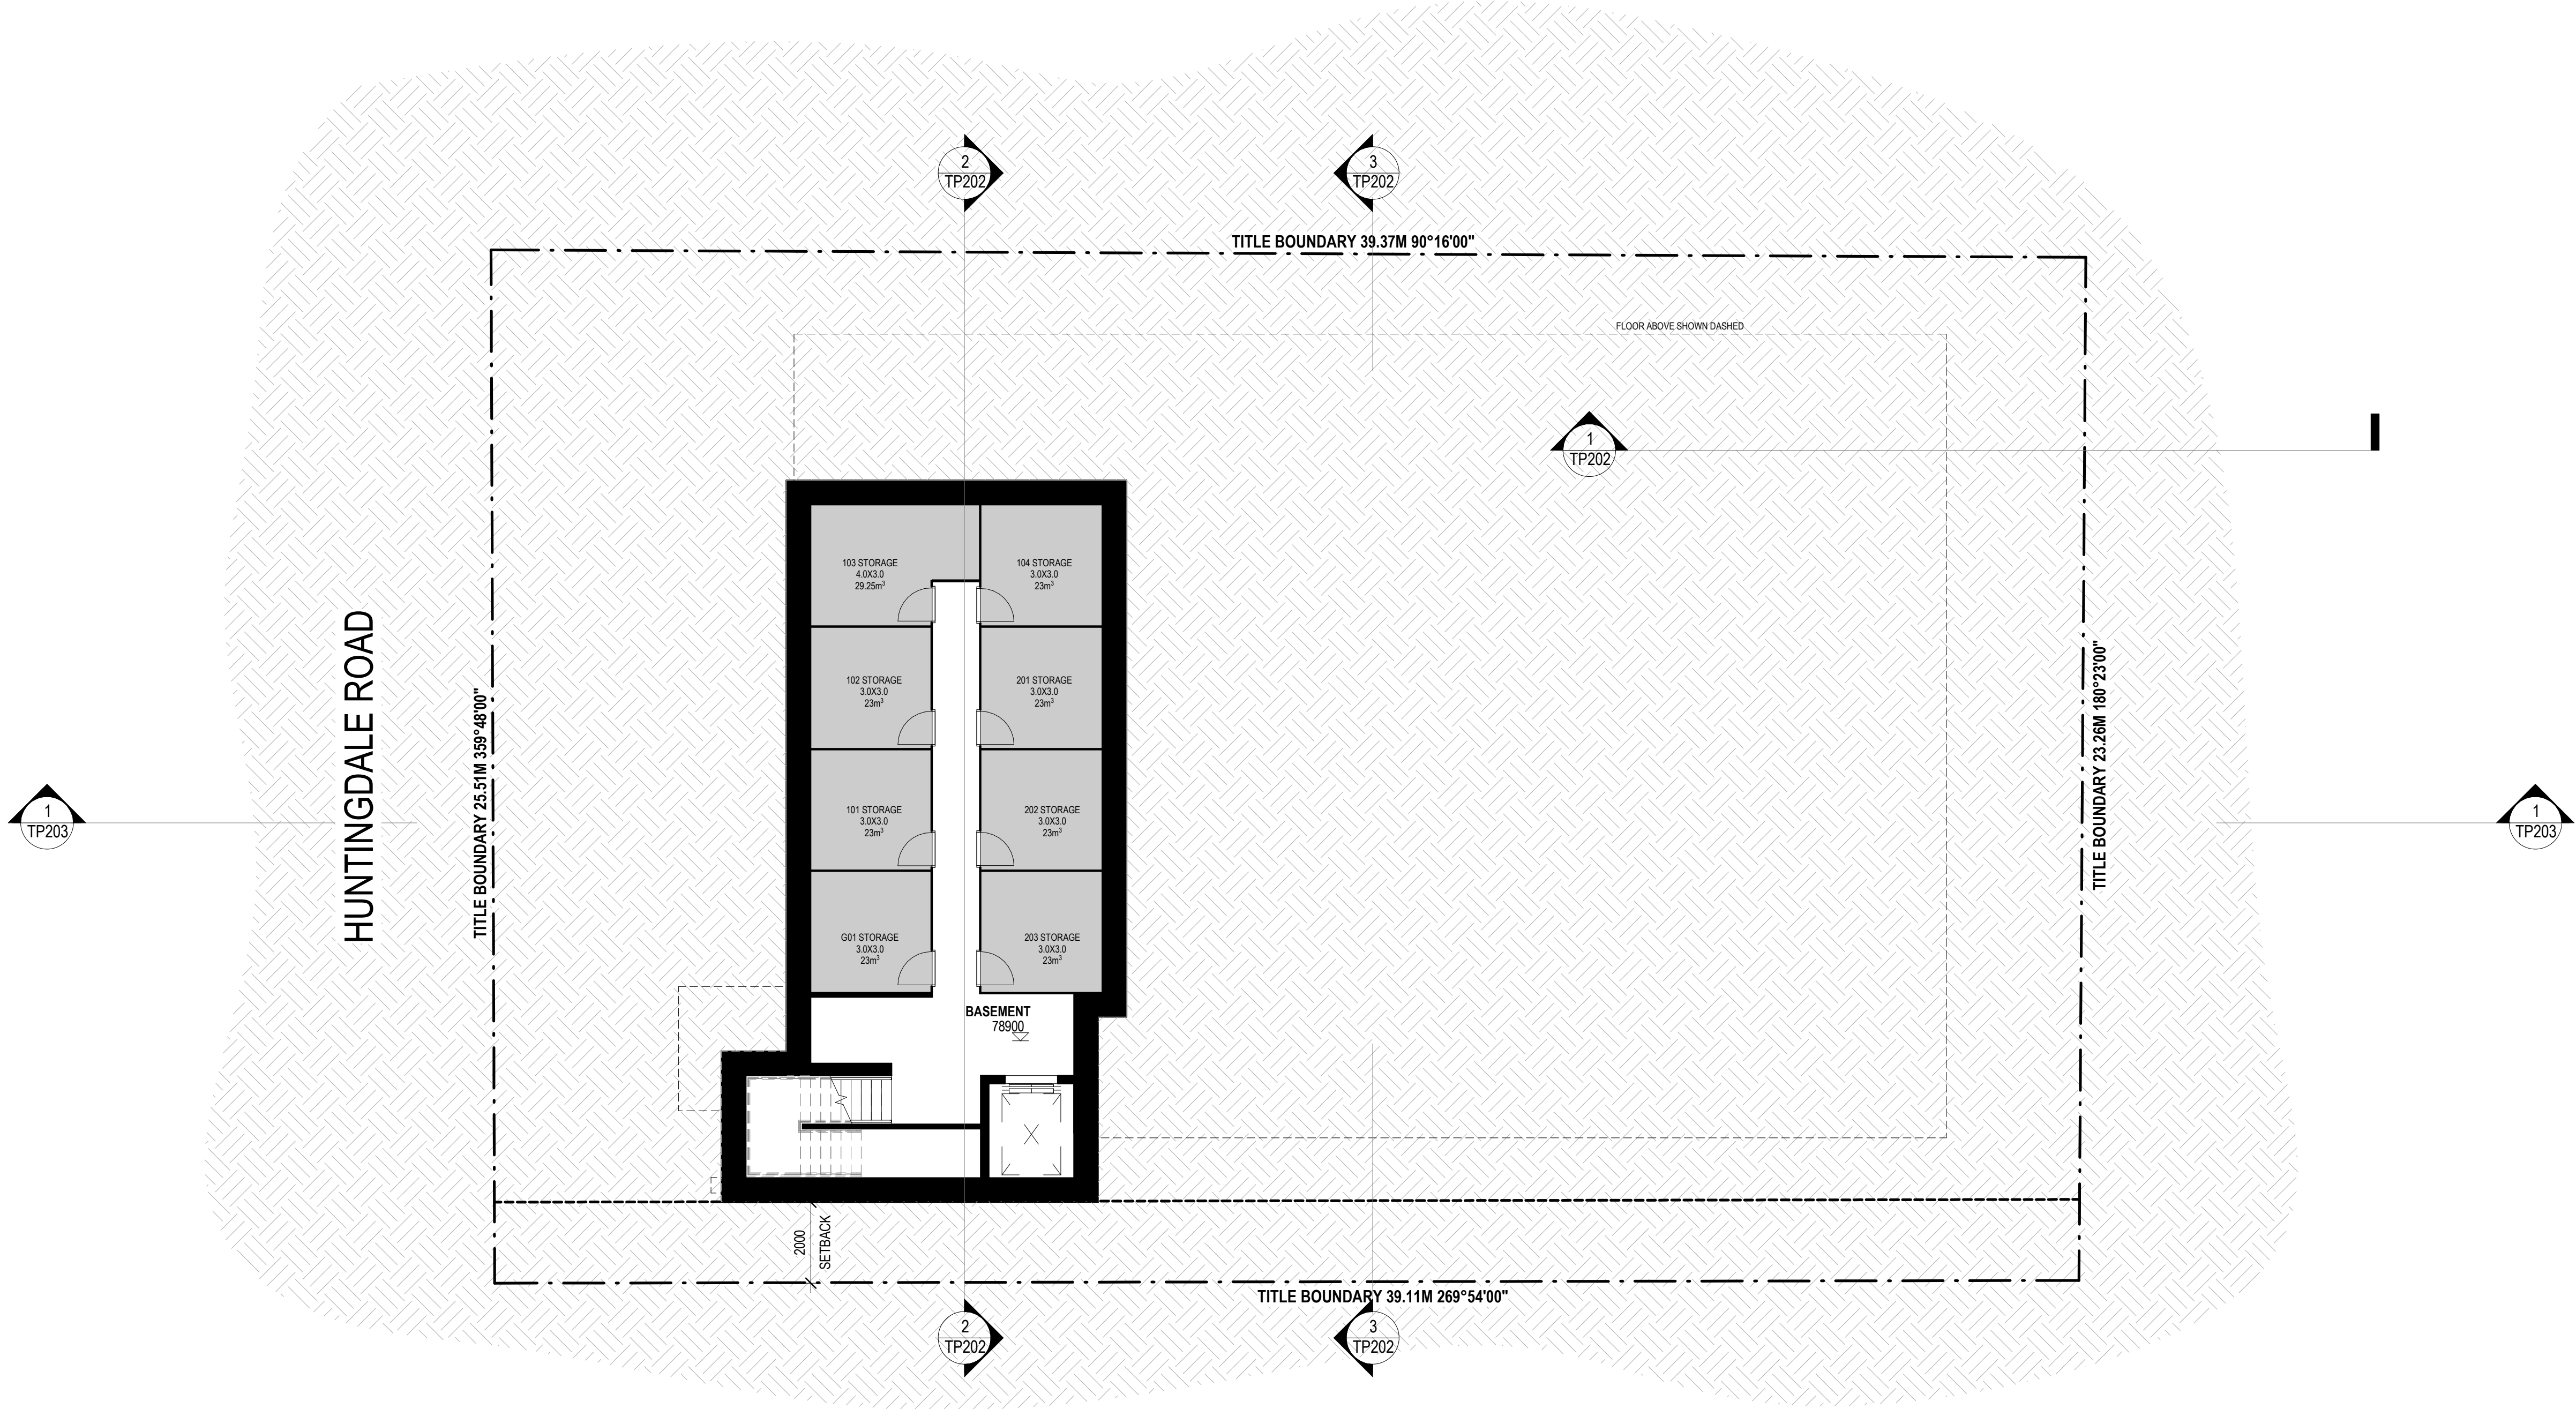 2
TP202
3
TP202
TITLE BOUNDARY 39.37M 90°16'00"
FLOOR ABOVE SHOWN DASHED
1
TP202
103 STORAGE
4.0X3.0
29.25m³
104 STORAGE
3.0X3.0
23m³
HUNTINGDALE ROAD
TITLE BOUNDARY 25.51M 359°48'00"
102 STORAGE
3.0X3.0
23m³
201 STORAGE
3.0X3.0
23m³
TITLE BOUNDARY 23.26M 180°23'00"
1
TP203
101 STORAGE
3.0X3.0
23m³
202 STORAGE
3.0X3.0
23m³
1
TP203
G01 STORAGE
3.0X3.0
23m³
203 STORAGE
3.0X3.0
23m³
BASEMENT
78900
2000
SETBACK
TITLE BOUNDARY 39.11M 269°54'00"
2
TP202
3
TP202